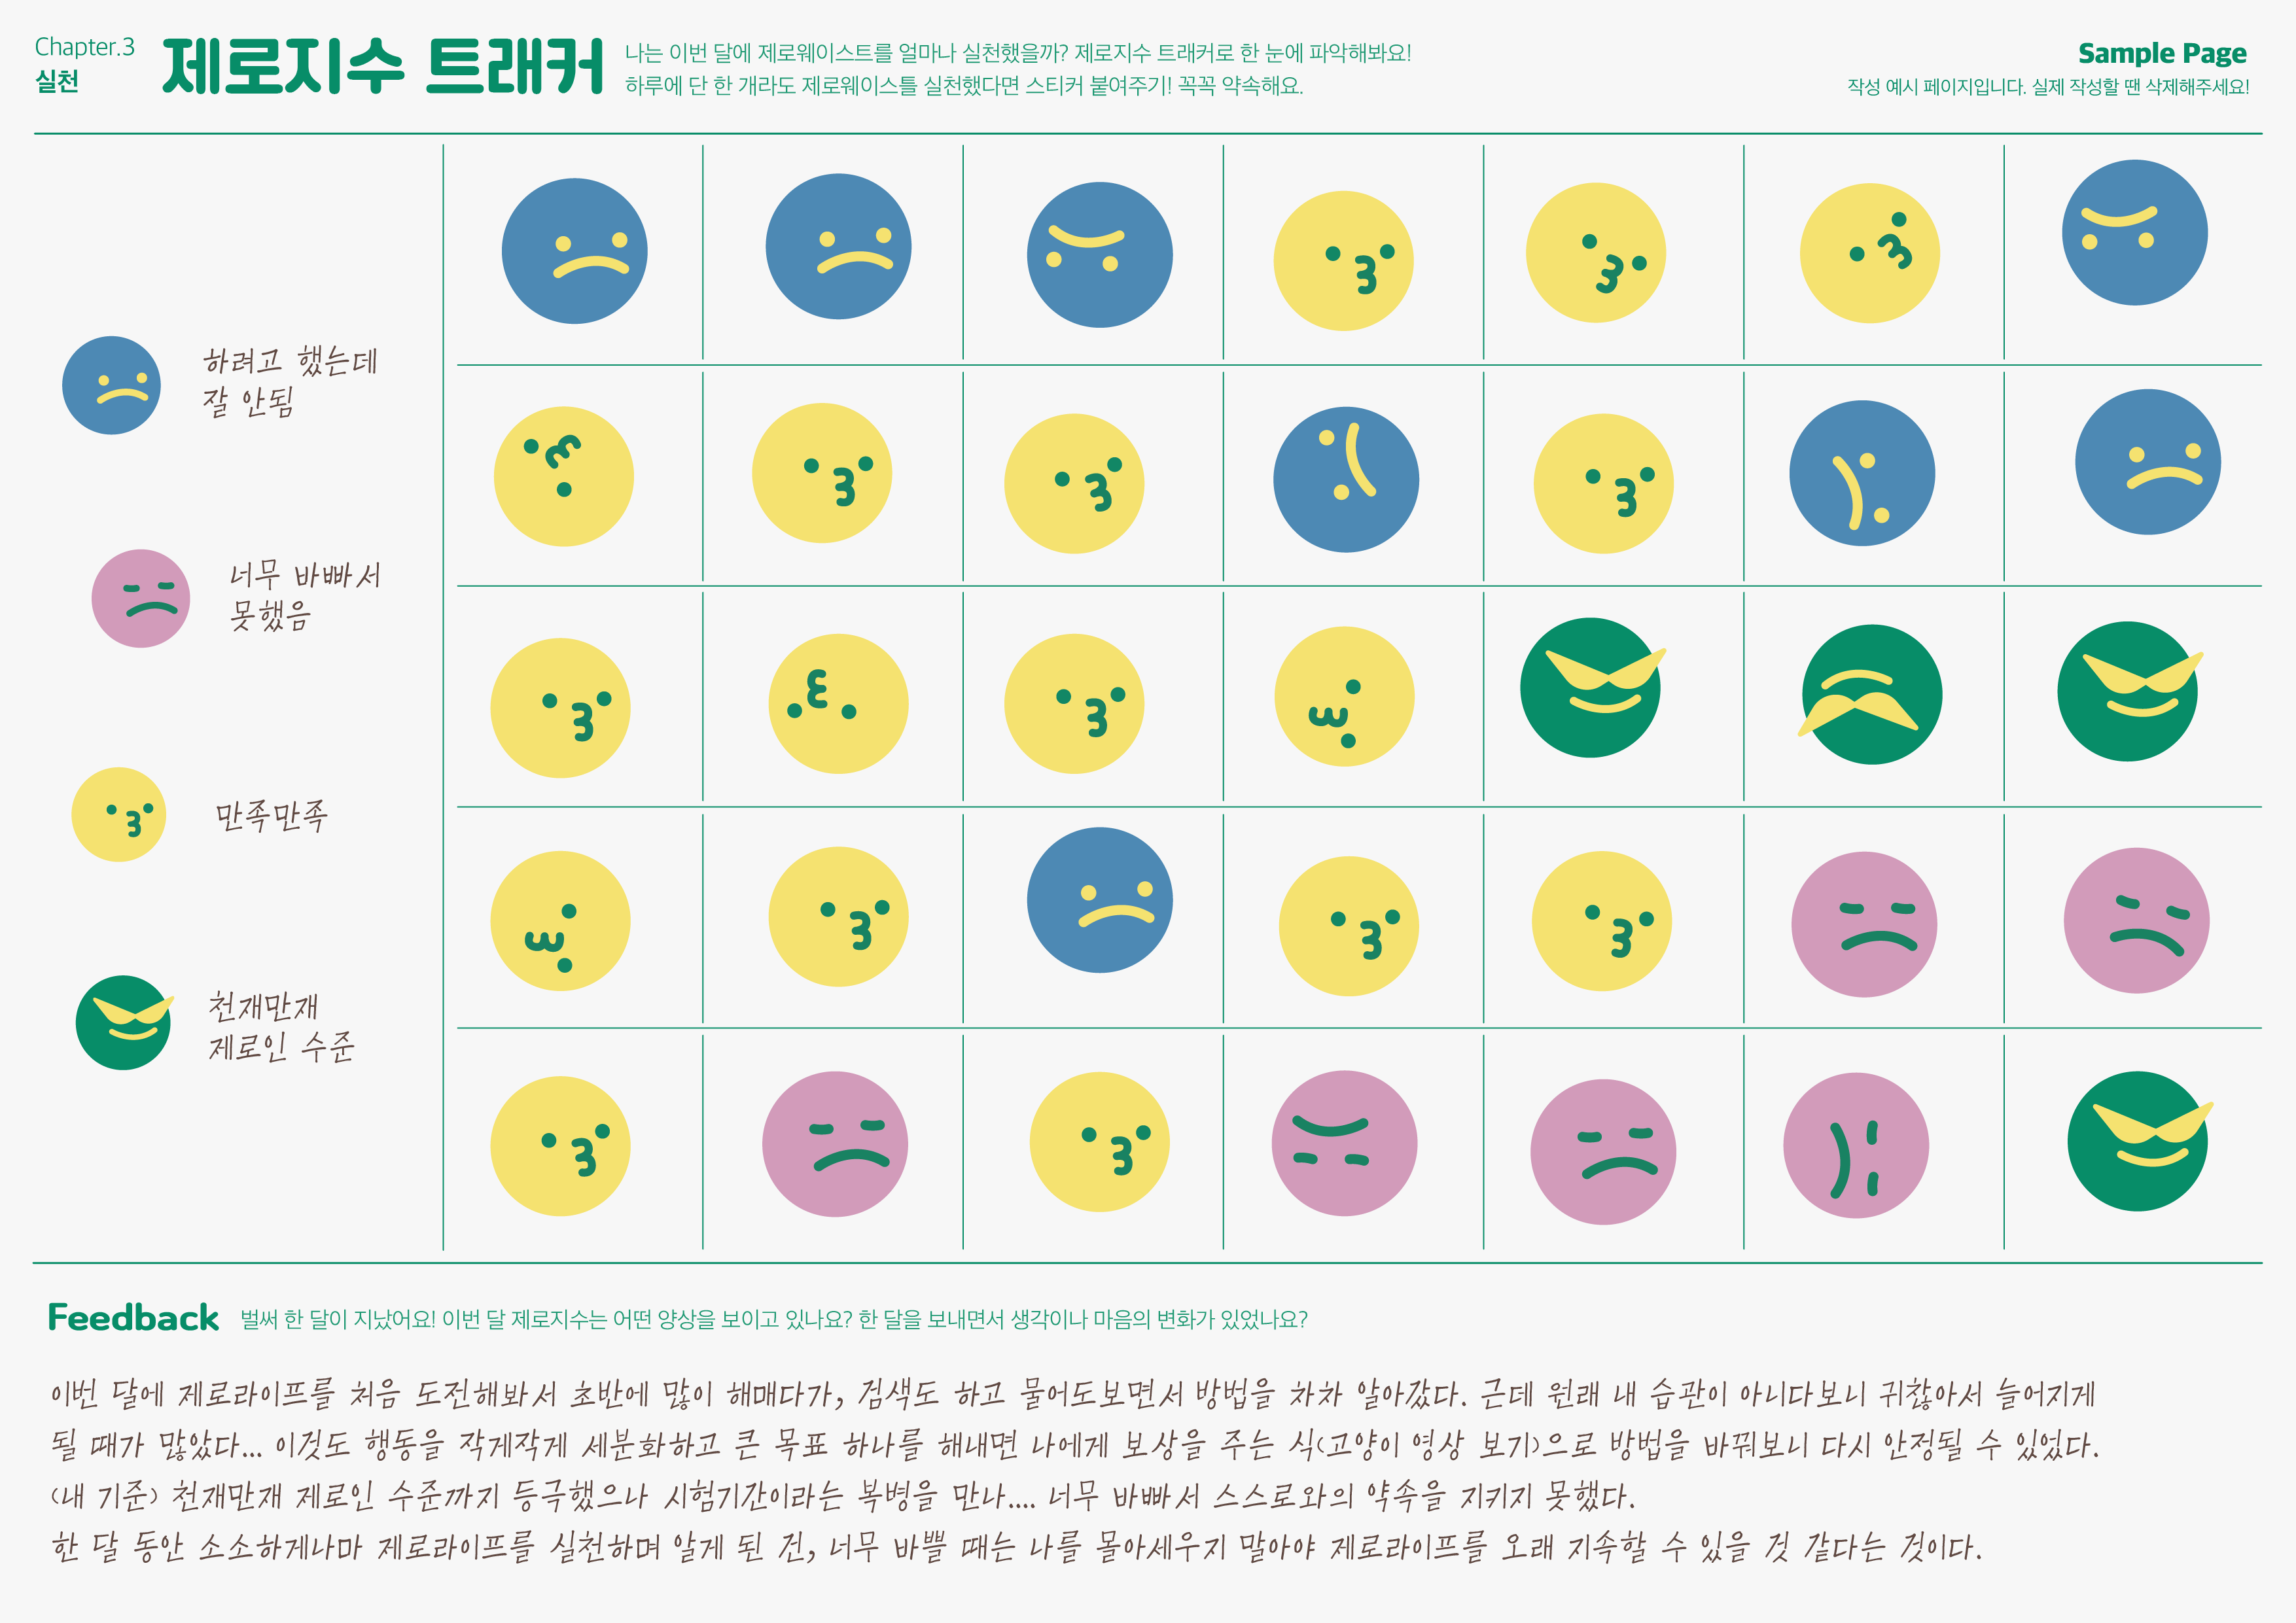 Chapter.3
실천
제로지수 트래커
나는 이번 달에 제로웨이스트를 얼마나 실천했을까? 제로지수 트래커로 한 눈에 파악해봐요!
하루에 단 한 개라도 제로웨이스틀 실천했다면 스티커 붙여주기! 꼭꼭 약속해요.
Sample Page
작성 예시 페이지입니다. 실제 작성할 땐 삭제해주세요!
하려고 했는데
잘 안됨
너무 바빠서
못했음
만족만족
천재만재
제로인 수준
Feedback 벌써 한 달이 지났어요! 이번 달 제로지수는 어떤 양상을 보이고 있나요? 한 달을 보내면서 생각이나 마음의 변화가 있었나요?
이번 달에 제로라이프를 처음 도전해봐서 초반에 많이 해매다가, 검색도 하고 물어도보면서 방법을 차차 알아갔다. 근데 원래 내 습관이 아니다보니 귀찮아서 늘어지게
될 때가 많았다... 이것도 행동을 작게작게 세분화하고 큰 목표 하나를 해내면 나에게 보상을 주는 식(고양이 영상 보기)으로 방법을 바꿔보니 다시 안정될 수 있었다.
(내 기준) 천재만재 제로인 수준까지 등극했으나 시험기간이라는 복병을 만나.... 너무 바빠서 스스로와의 약속을 지키지 못했다.
한 달 동안 소소하게나마 제로라이프를 실천하며 알게 된 건, 너무 바쁠 때는 나를 몰아세우지 말아야 제로라이프를 오래 지속할 수 있을 것 같다는 것이다.